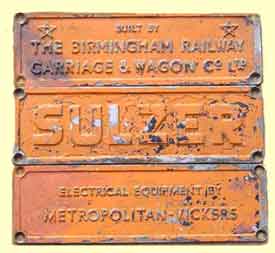 BUILT BY
THE BIRMINGHAM RAILWAY
CARRIAGE & WAGON Cº Lᵀᴰ
SULZER
ELECTRICAL EQUIPMENT BY
METROPOLITAN-VICKERS